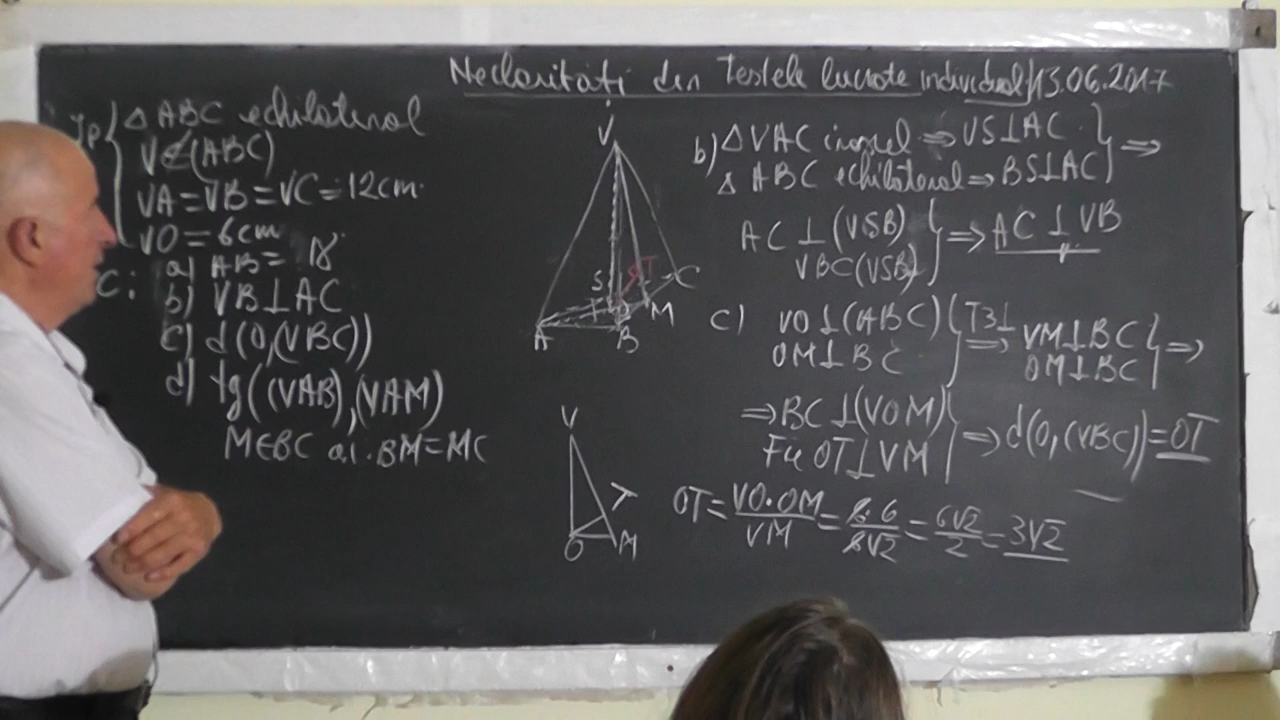 Neclarități din testele lucrate individual/13.06.2017
Ip
△ ABC echilateral
V∉(ABC)
VA=VB=VC=12cm
VO=6cm
C:
a) AB= 18
b) VB⊥AC
c) d(O,(VBC))
d) tg((VAB),(VAM)
M∈BC a.î. BM=MC
V
S
T
C
O
M
A
B
V
T
O
M
b) △VAC isoscel ⇒ VS⊥AC
△ ABC echilateral ⇒ BS⊥AC } ⇒
AC⊥(VSB)
VB⊂(VSB) } ⇒ AC⊥VB
c) VO⊥(ABC)
OM⊥BC } T3⊥ ⇒ VM⊥BC
OM⊥BC } ⇒
⇒ BC⊥(VOM)
Fie OT⊥VM } ⇒ d(O,(VBC))=OT
OT= VO·OM/VM = 6·6/6√2 = 6√2/2 = 3√2